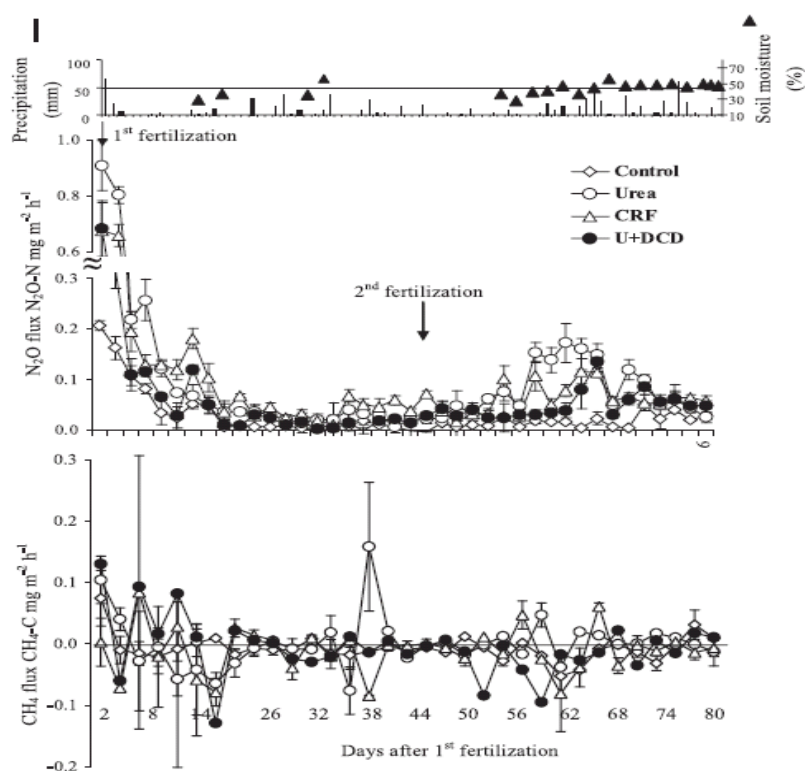 I
Precipitation
(mm)
100
50
0
70
50
30
10
Soil moisture
(%)
1st fertilization
Control
Urea
CRF
U+DCD
N2O flux N2O-N mg m-2 h-1
1.0
0.8
0.6
0.3
0.2
0.1
0.0
2nd fertilization
6
CH4 flux CH4-C mg m-2 h-1
0.3
0.2
0.1
0.0
-0.1
-0.2
2 8 14 26 32 38 44 50 56 62 68 74 80
Days after 1st fertilization